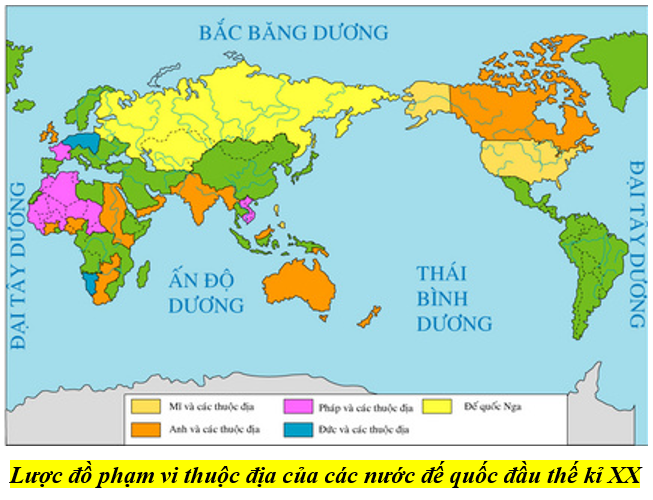 BẮC BĂNG DƯƠNG
ĐẠI TÂY DƯƠNG
ẤN ĐỘ
DƯƠNG
THÁI
BÌNH
DƯƠNG
ĐẠI TÂY DƯƠNG
Mĩ và các thuộc địa
Pháp và các thuộc địa
Đế quốc Nga
Anh và các thuộc địa
Đức và các thuộc địa
Lược đồ phạm vi thuộc địa của các nước đế quốc đầu thế kỉ XX